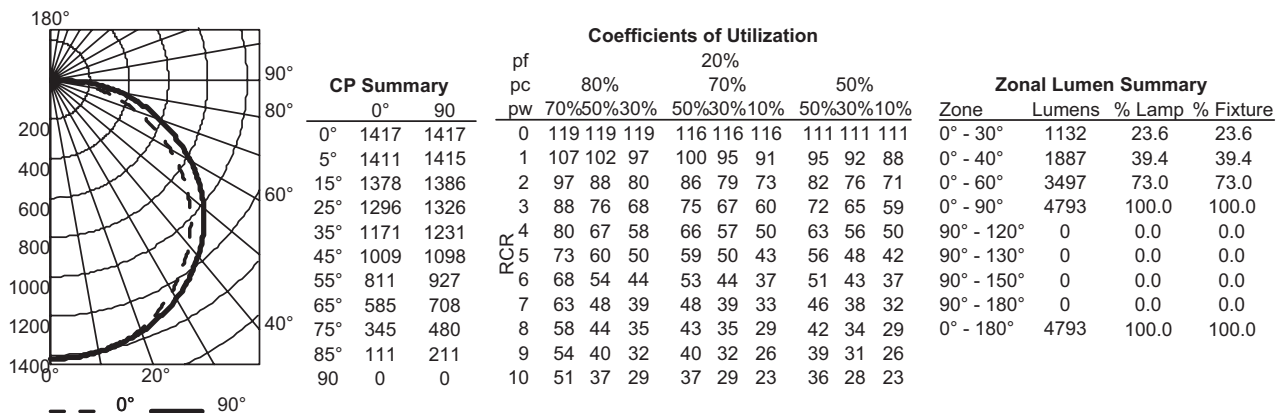 180°
90°
80°
60°
40°
200
400
600
800
1000
1200
1400
0°
20°
0° 90°
CP Summary
0° 90
0° 1417 1417
5° 1411 1415
15° 1378 1386
25° 1296 1326
35° 1171 1231
45° 1009 1098
55° 811 927
65° 585 708
75° 345 480
85° 111 211
90 0 0
Coefficients of Utilization
pf 20%
pc 80% 70% 50%
pw 70%50%30% 50%30%10% 50%30%10%
RCR
0 119 119 119 116 116 116 111 111 111
1 107 102 97 100 95 91 95 92 88
2 97 88 80 86 79 73 82 76 71
3 88 76 68 75 67 60 72 65 59
4 80 67 58 66 57 50 63 56 50
5 73 60 50 59 50 43 56 48 42
6 68 54 44 53 44 37 51 43 37
7 63 48 39 48 39 33 46 38 32
8 58 44 35 43 35 29 42 34 29
9 54 40 32 40 32 26 39 31 26
10 51 37 29 37 29 23 36 28 23
Zonal Lumen Summary
Zone Lumens % Lamp % Fixture
0° - 30° 1132 23.6 23.6
0° - 40° 1887 39.4 39.4
0° - 60° 3497 73.0 73.0
0° - 90° 4793 100.0 100.0
90° - 120° 0 0.0 0.0
90° - 130° 0 0.0 0.0
90° - 150° 0 0.0 0.0
90° - 180° 0 0.0 0.0
0° - 180° 4793 100.0 100.0